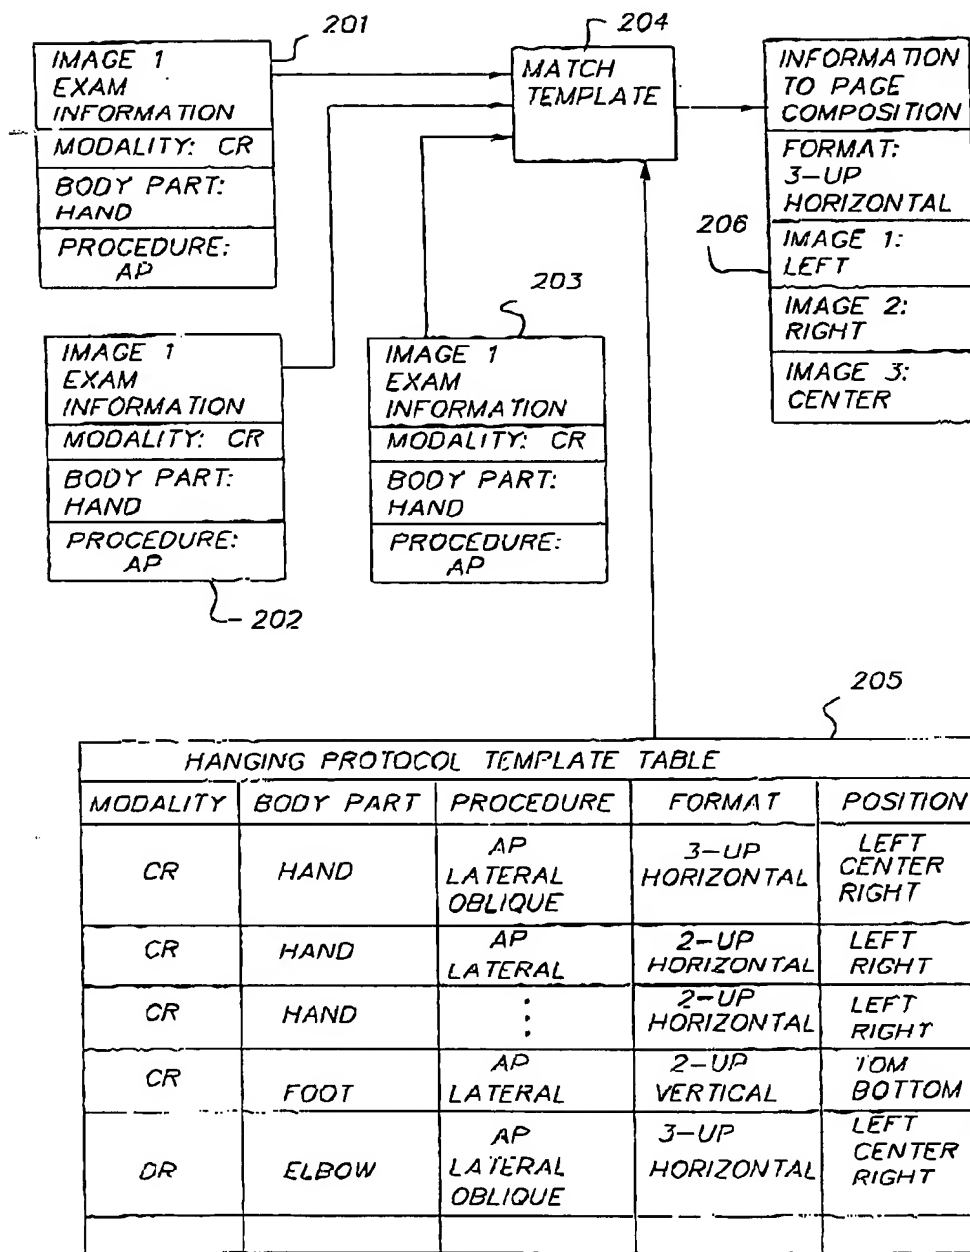 201
IMAGE 1
EXAM
INFORMATION
MODALITY: CR
BODY PART:
HAND
PROCEDURE:
AP
204
MATCH
TEMPLATE
INFORMATION
TO PAGE
COMPOSITION
FORMAT:
3-UP
HORIZONTAL
206
IMAGE 1:
LEFT
IMAGE 2:
RIGHT
IMAGE 3:
CENTER
IMAGE 1
EXAM
INFORMATION
MODALITY: CR
BODY PART:
HAND
PROCEDURE:
AP
202
203
IMAGE 1
EXAM
INFORMATION
MODALITY: CR
BODY PART:
HAND
PROCEDURE:
AP
205
HANGING PROTOCOL TEMPLATE TABLE
MODALITY BODY PART PROCEDURE FORMAT POSITION
CR HAND AP LATERAL OBLIQUE 3-UP HORIZONTAL LEFT CENTER RIGHT
CR HAND AP LATERAL 2-UP HORIZONTAL LEFT RIGHT
CR HAND ⋮ 2-UP HORIZONTAL LEFT RIGHT
CR FOOT AP LATERAL 2-UP VERTICAL TOM BOTTOM
DR ELBOW AP LATERAL OBLIQUE 3-UP HORIZONTAL LEFT CENTER RIGHT